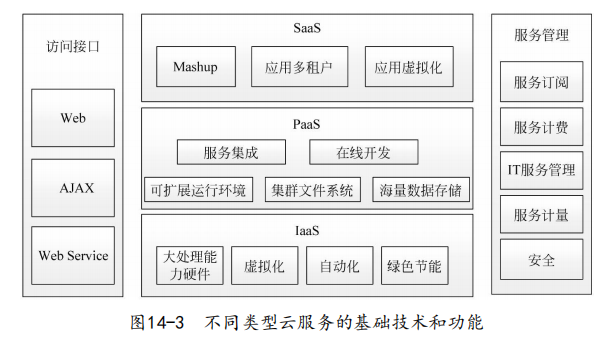 访问接口
Web
AJAX
Web Service
SaaS
Mashup
应用多租户
应用虚拟化
PaaS
服务集成
在线开发
可扩展运行环境
集群文件系统
海量数据存储
IaaS
大处理能
力硬件
虚拟化
自动化
绿色节能
服务管理
服务订阅
服务计费
IT服务管理
服务计量
安全
图14-3 不同类型云服务的基础技术和功能